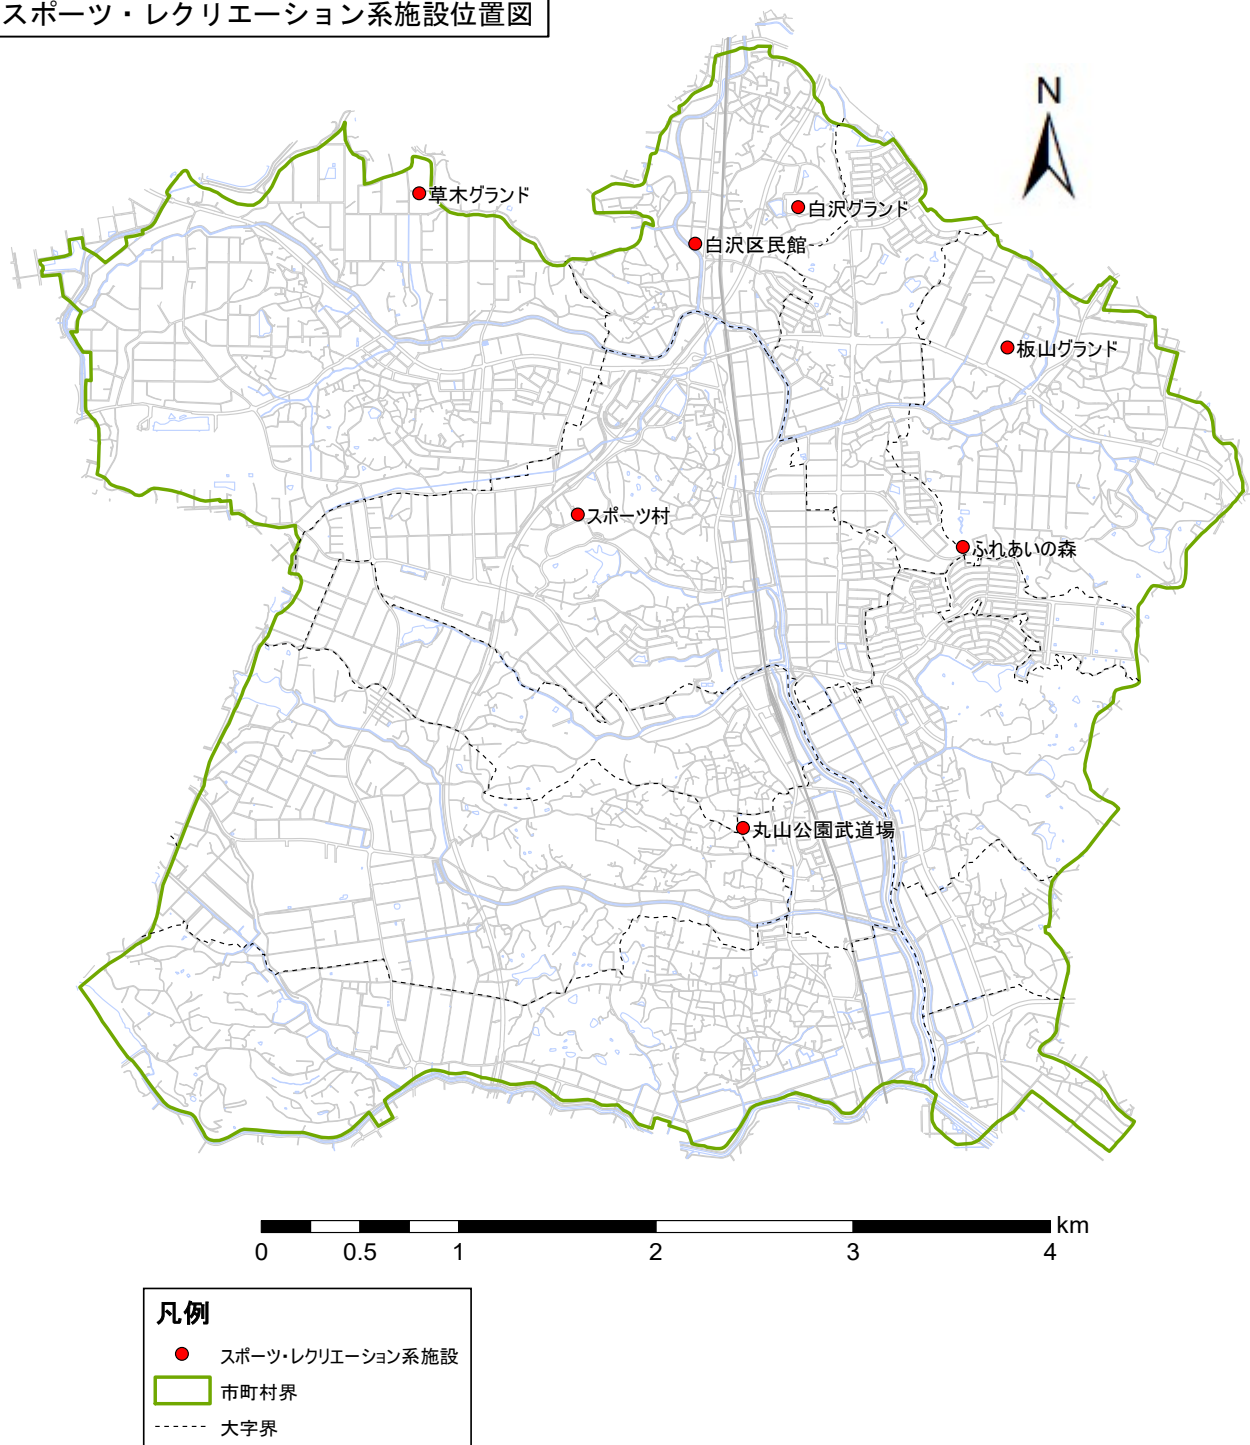 スポーツ・レクリエーション系施設位置図
N
草木グランド
白沢グランド
白沢区民館
板山グランド
スポーツ村
ふれあいの森
丸山公園武道場
km
0 0.5 1 2 3 4
凡例
スポーツ・レクリエーション系施設
市町村界
大字界